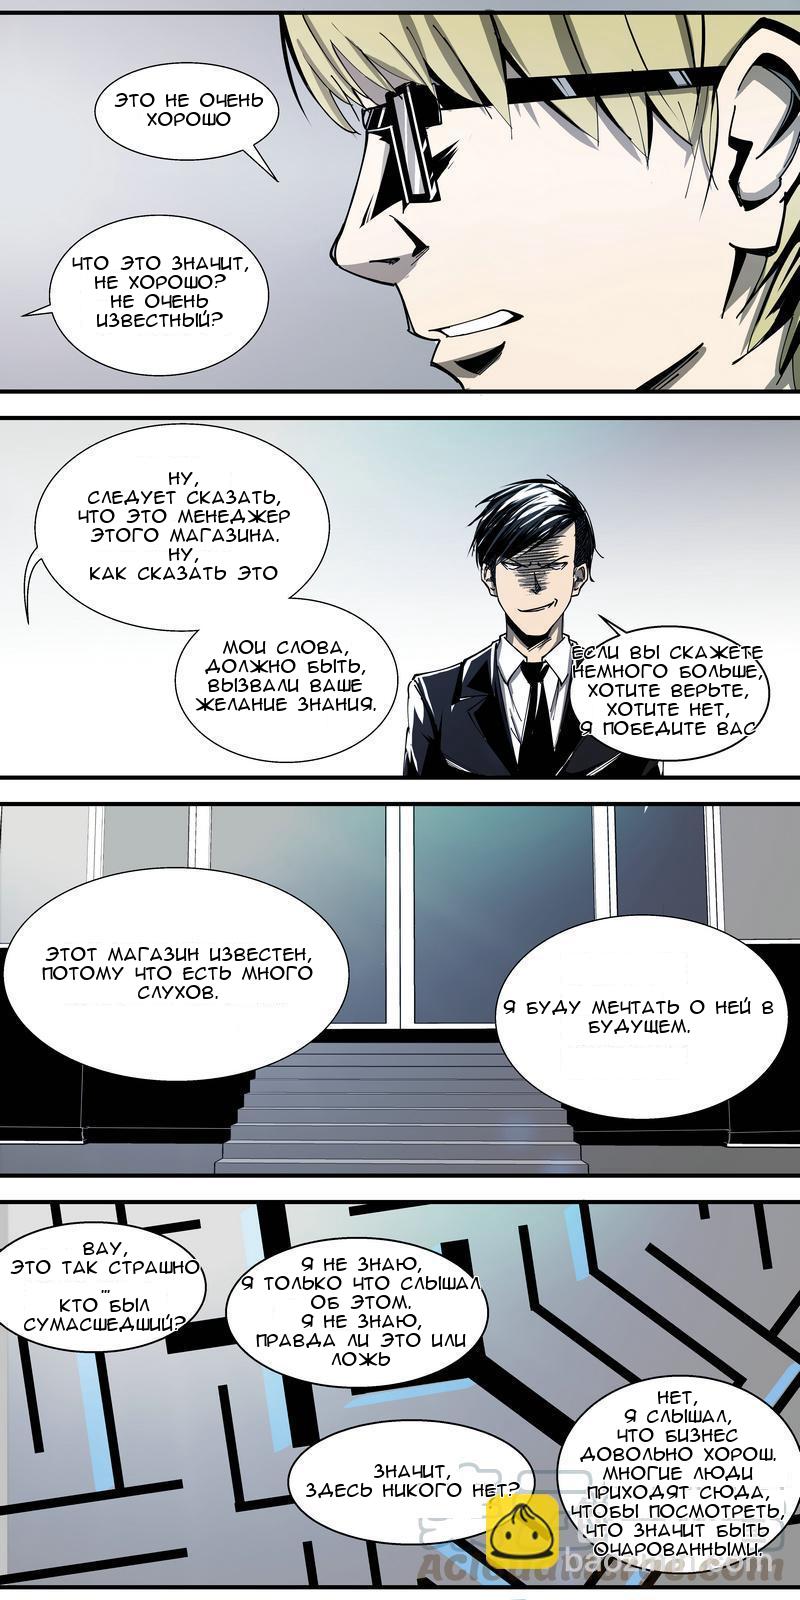 ЭТО НЕ ОЧЕНЬ
ХОРОШО
ЧТО ЭТО ЗНАЧИТ,
НЕ ХОРОШО?
НЕ ОЧЕНЬ
ИЗВЕСТНЫЙ?
НУ,
СЛЕДУЕТ СКАЗАТЬ,
ЧТО ЭТО МЕНЕДЖЕР
ЭТОГО МАГАЗИНА.
НУ,
КАК СКАЗАТЬ ЭТО
МОИ СЛОВА,
ДОЛЖНО БЫТЬ,
ВЫЗВАЛИ ВАШЕ
ЖЕЛАНИЕ ЗНАНИЯ.
ЕСЛИ ВЫ СКАЖЕТЕ
НЕМНОГО БОЛЬШЕ,
ХОТИТЕ ВЕРЬТЕ,
ХОТИТЕ НЕТ,
Я ПОБЕДИТЕ ВАС
ЭТОТ МАГАЗИН ИЗВЕСТЕН,
ПОТОМУ ЧТО ЕСТЬ МНОГО
СЛУХОВ.
Я БУДУ МЕЧТАТЬ О НЕЙ В
БУДУЩЕМ.
ВАУ,
ЭТО ТАК СТРАШНО
...
КТО БЫЛ
СУМАСШЕДШИЙ?
Я НЕ ЗНАЮ,
Я ТОЛЬКО ЧТО СЛЫШАЛ
ОБ ЭТОМ.
Я НЕ ЗНАЮ,
ПРАВДА ЛИ ЭТО ИЛИ
ЛОЖЬ
ЗНАЧИТ,
ЗДЕСЬ НИКОГО НЕТ?
НЕТ,
Я СЛЫШАЛ,
ЧТО БИЗНЕС
ДОВОЛЬНО ХОРОШ.
МНОГИЕ ЛЮДИ
ПРИХОДЯТ СЮДА,
ЧТОБЫ ПОСМОТРЕТЬ,
ЧТО ЗНАЧИТ БЫТЬ
ОЧАРОВАННЫМИ.
baozimh.com